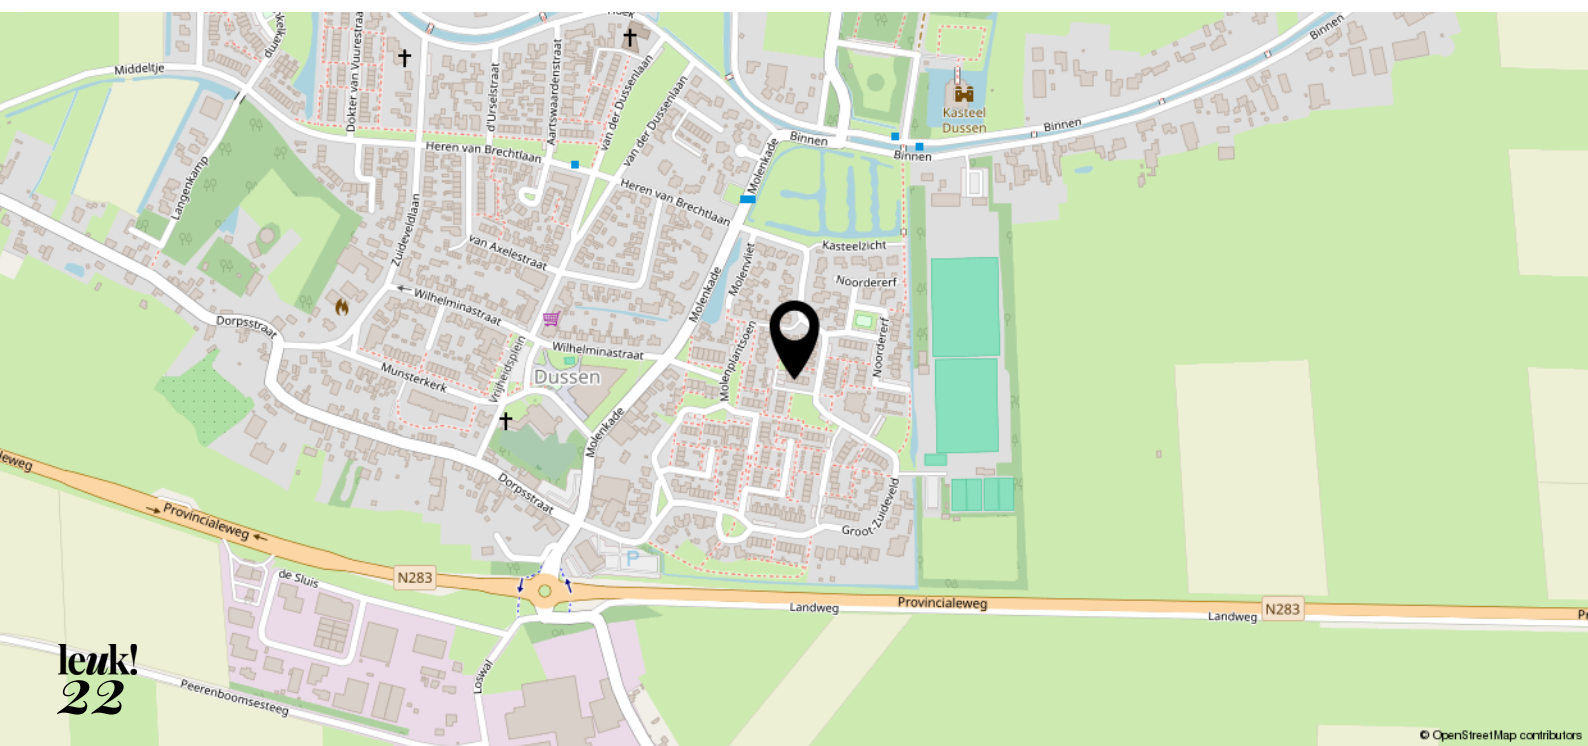 Hoek
Binnen
Middeltje
Dokter van Vuurestraat
d'Urselstraat
Aartswaardenstraat
van der Dussenlaan
van der Dussenlaan
Kasteel
Dussen
Binnen
Binnen
Binnen
Heren van Brechtlaan
Molenkade
Langenkamp
Heren van Brechtlaan
Zuideveldlaan
van Axelestraat
Kasteelzicht
Molenvliet
Noordererf
Molenkade
Wilhelminastraat
Dorpsstraat
Wilhelminastraat
Vrijheidsplein
Molenplantsoen
Noordererf
Munsterkerk
Dussen
Molenkade
Dorpsstraat
Groot-Zuideveld
Provincialeweg
P
N283
de Sluis
Landweg
Provincialeweg
Landweg
N283
Loswal
Peerenboomsesteeg
leuk!
22
© OpenStreetMap contributors